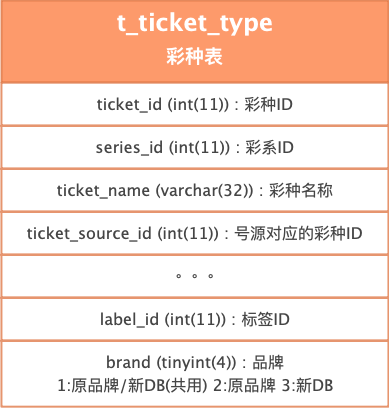 t_ticket_type
彩种表
ticket_id (int(11))：彩种ID
series_id (int(11))：彩系ID
ticket_name (varchar(32))：彩种名称
ticket_source_id (int(11))：号源对应的彩种ID
。。。
label_id (int(11))：标签ID
brand (tinyint(4))：品牌
1:原品牌/新DB(共用) 2:原品牌 3:新DB